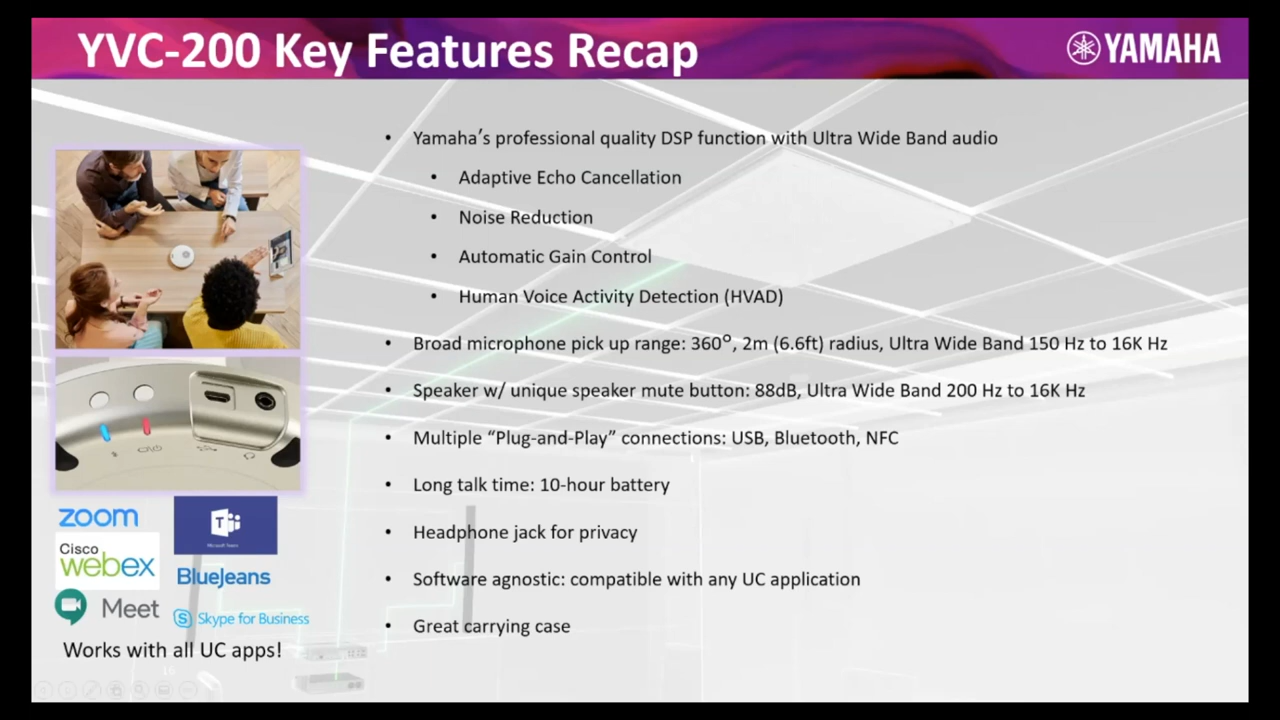 YVC-200 Key Features Recap
YAMAHA
• Yamaha's professional quality DSP function with Ultra Wide Band audio
• Adaptive Echo Cancellation
• Noise Reduction
• Automatic Gain Control
• Human Voice Activity Detection (HVAD)
• Broad microphone pick up range: 360°, 2m (6.6ft) radius, Ultra Wide Band 150 Hz to 16K Hz
• Speaker w/ unique speaker mute button: 88dB, Ultra Wide Band 200 Hz to 16K Hz
• Multiple “Plug-and-Play” connections: USB, Bluetooth, NFC
• Long talk time: 10-hour battery
• Headphone jack for privacy
• Software agnostic: compatible with any UC application
• Great carrying case
zoom
T
Microsoft Teams
Cisco
webex
BlueJeans
Meet
S Skype for Business
Works with all UC apps!
16